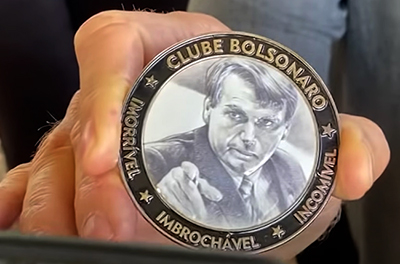 CLUBE BOLSONARO
IMORRÍVEL
IMBROCHÁVEL
INCOMÍVEL